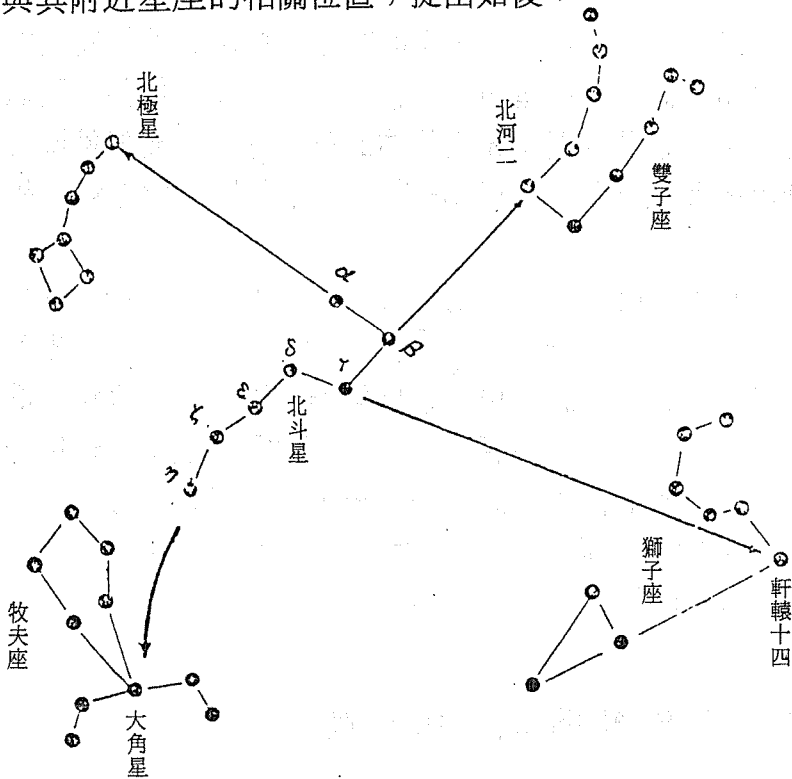 與其附近星座的相關位置，提出如後
北極星
北河二
雙子座
α
β
γ
δ
ε
ζ
η
北斗星
獅子座
軒轅十四
牧夫座
大角星